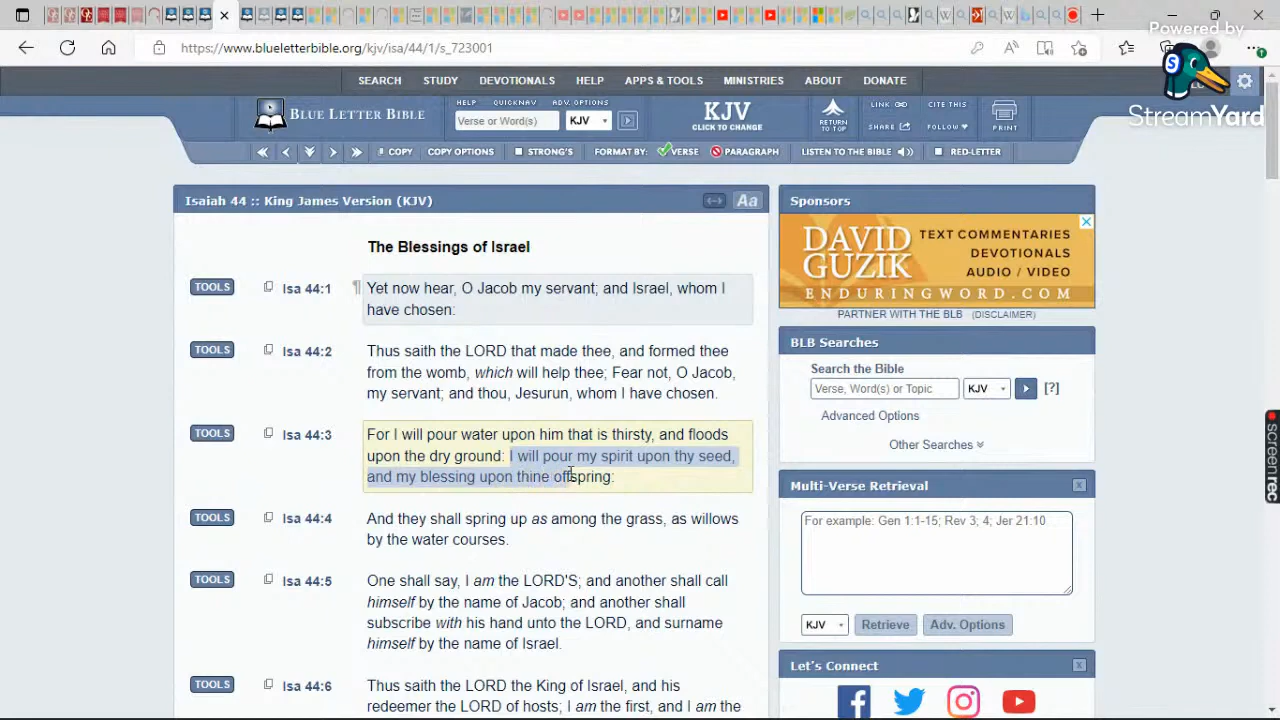 https://www.blueletterbible.org/kjv/isa/44/1/s_723001
Powered by
StreamYard
SEARCH STUDY DEVOTIONALS HELP APPS & TOOLS MINISTRIES ABOUT DONATE
BLUE LETTER BIBLE
HELP QUICKNAV ADV. OPTIONS
Verse or Word(s) KJV
KJV
CLICK TO CHANGE
RETURN TO TOP
LINK CITE THIS
SHARE FOLLOW
PRINT
COPY COPY OPTIONS STRONG'S FORMAT BY: VERSE PARAGRAPH LISTEN TO THE BIBLE RED-LETTER
Isaiah 44 :: King James Version (KJV)
Aa
The Blessings of Israel
TOOLS Isa 44:1 ¶ Yet now hear, O Jacob my servant; and Israel, whom I
have chosen:
TOOLS Isa 44:2 Thus saith the LORD that made thee, and formed thee
from the womb, which will help thee; Fear not, O Jacob,
my servant; and thou, Jesurun, whom I have chosen.
TOOLS Isa 44:3 For I will pour water upon him that is thirsty, and floods
upon the dry ground: I will pour my spirit upon thy seed,
and my blessing upon thine offspring:
TOOLS Isa 44:4 And they shall spring up as among the grass, as willows
by the water courses.
TOOLS Isa 44:5 One shall say, I am the LORD'S; and another shall call
himself by the name of Jacob; and another shall
subscribe with his hand unto the LORD, and surname
himself by the name of Israel.
TOOLS Isa 44:6 Thus saith the LORD the King of Israel, and his
redeemer the LORD of hosts; I am the first, and I am the
Sponsors
DAVID GUZIK
TEXT COMMENTARIES
DEVOTIONALS
AUDIO / VIDEO
ENDURINGWORD.COM
PARTNER WITH THE BLB (DISCLAIMER)
BLB Searches
Search the Bible
Verse, Word(s) or Topic KJV [?]
Advanced Options
Other Searches
Multi-Verse Retrieval
For example: Gen 1:1-15; Rev 3; 4; Jer 21:10
KJV Retrieve Adv. Options
Let's Connect
screenrec